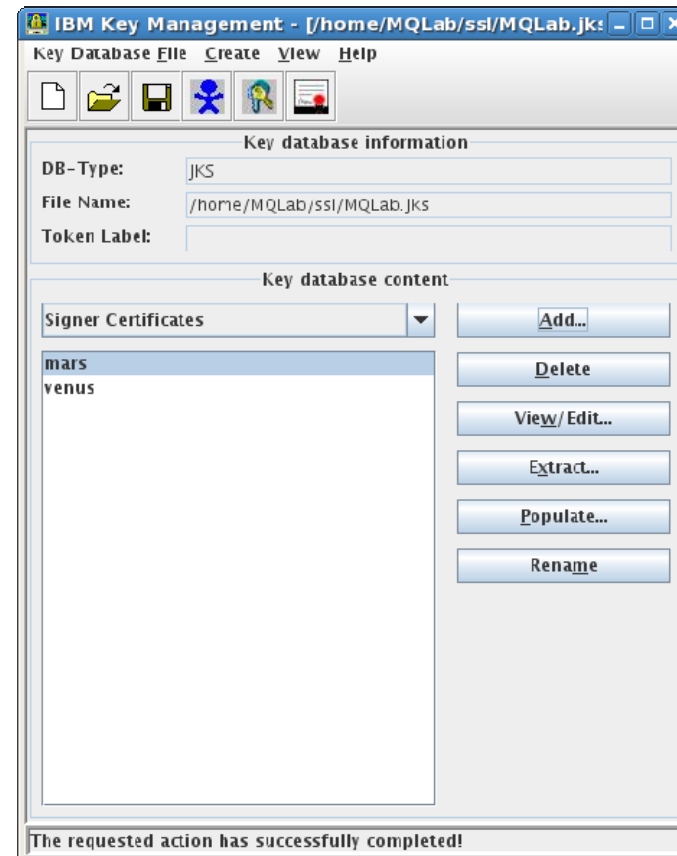 IBM Key Management - [/home/MQLab/ssl/MQLab.jks
Key Database File Create View Help
Key database information
DB-Type: JKS
File Name: /home/MQLab/ssl/MQLab.jks
Token Label:
Key database content
Signer Certificates
Add...
mars
Delete
venus
View/Edit...
Extract...
Populate...
Rename
The requested action has successfully completed!